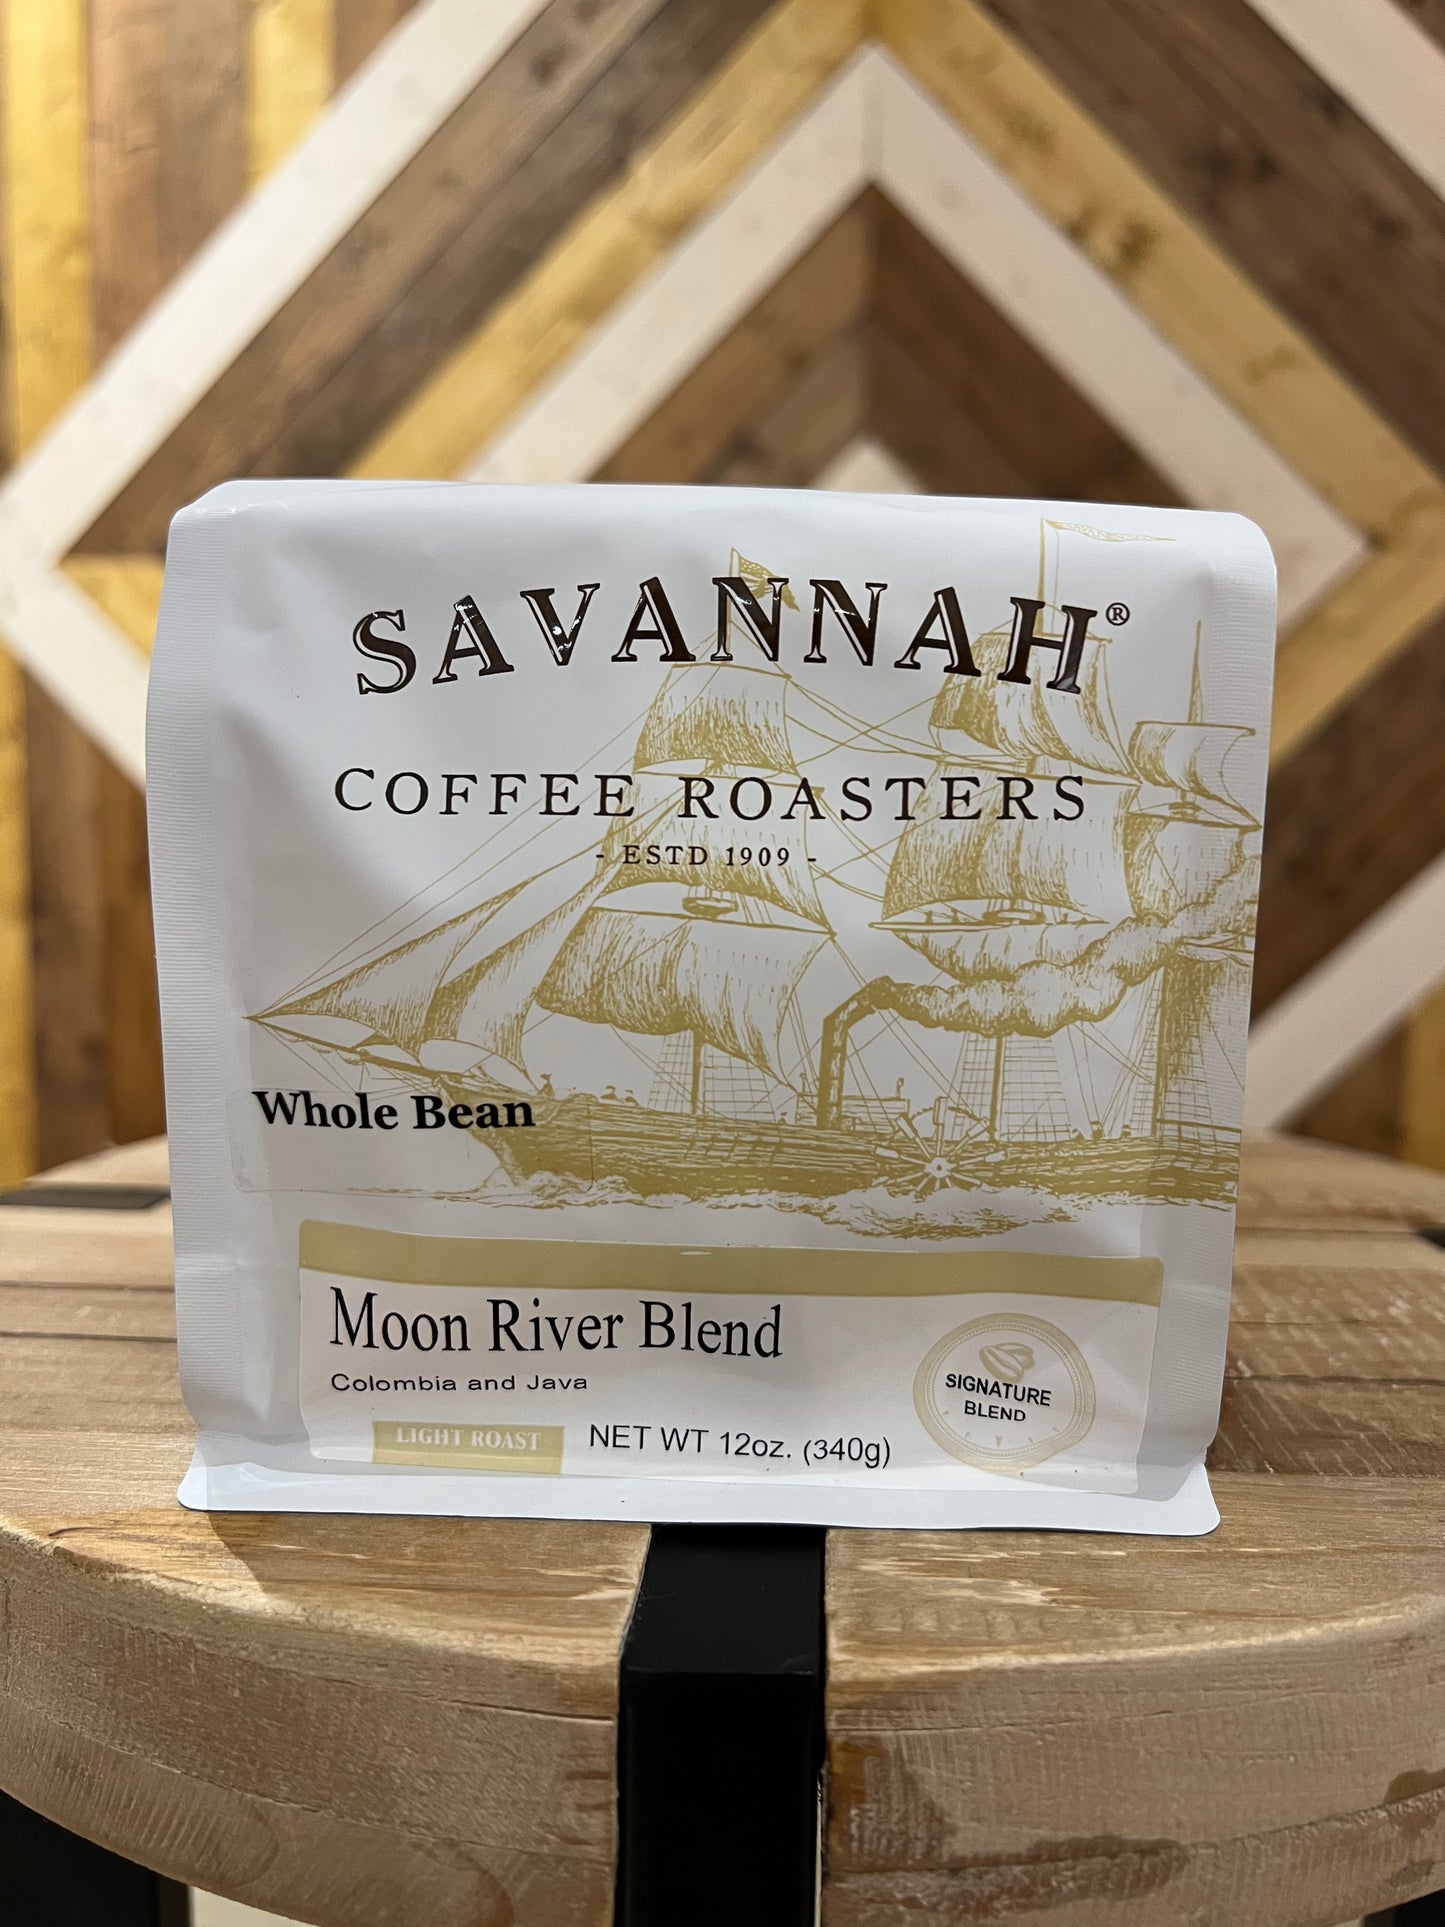 SAVANNAH®
COFFEE ROASTERS
- ESTD 1909 -
Whole Bean
Moon River Blend
Colombia and Java
LIGHT ROAST
NET WT 12oz. (340g)
SIGNATURE
BLEND